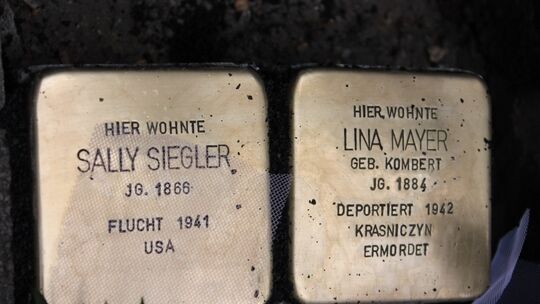 HIER WOHNTE
SALLY SIEGLER
JG. 1866
FLUCHT 1941
USA
HIER WOHNTE
LINA MAYER
GEB. KOMBERT
JG. 1884
DEPORTIERT 1942
KRASNICZYN
ERMORDET